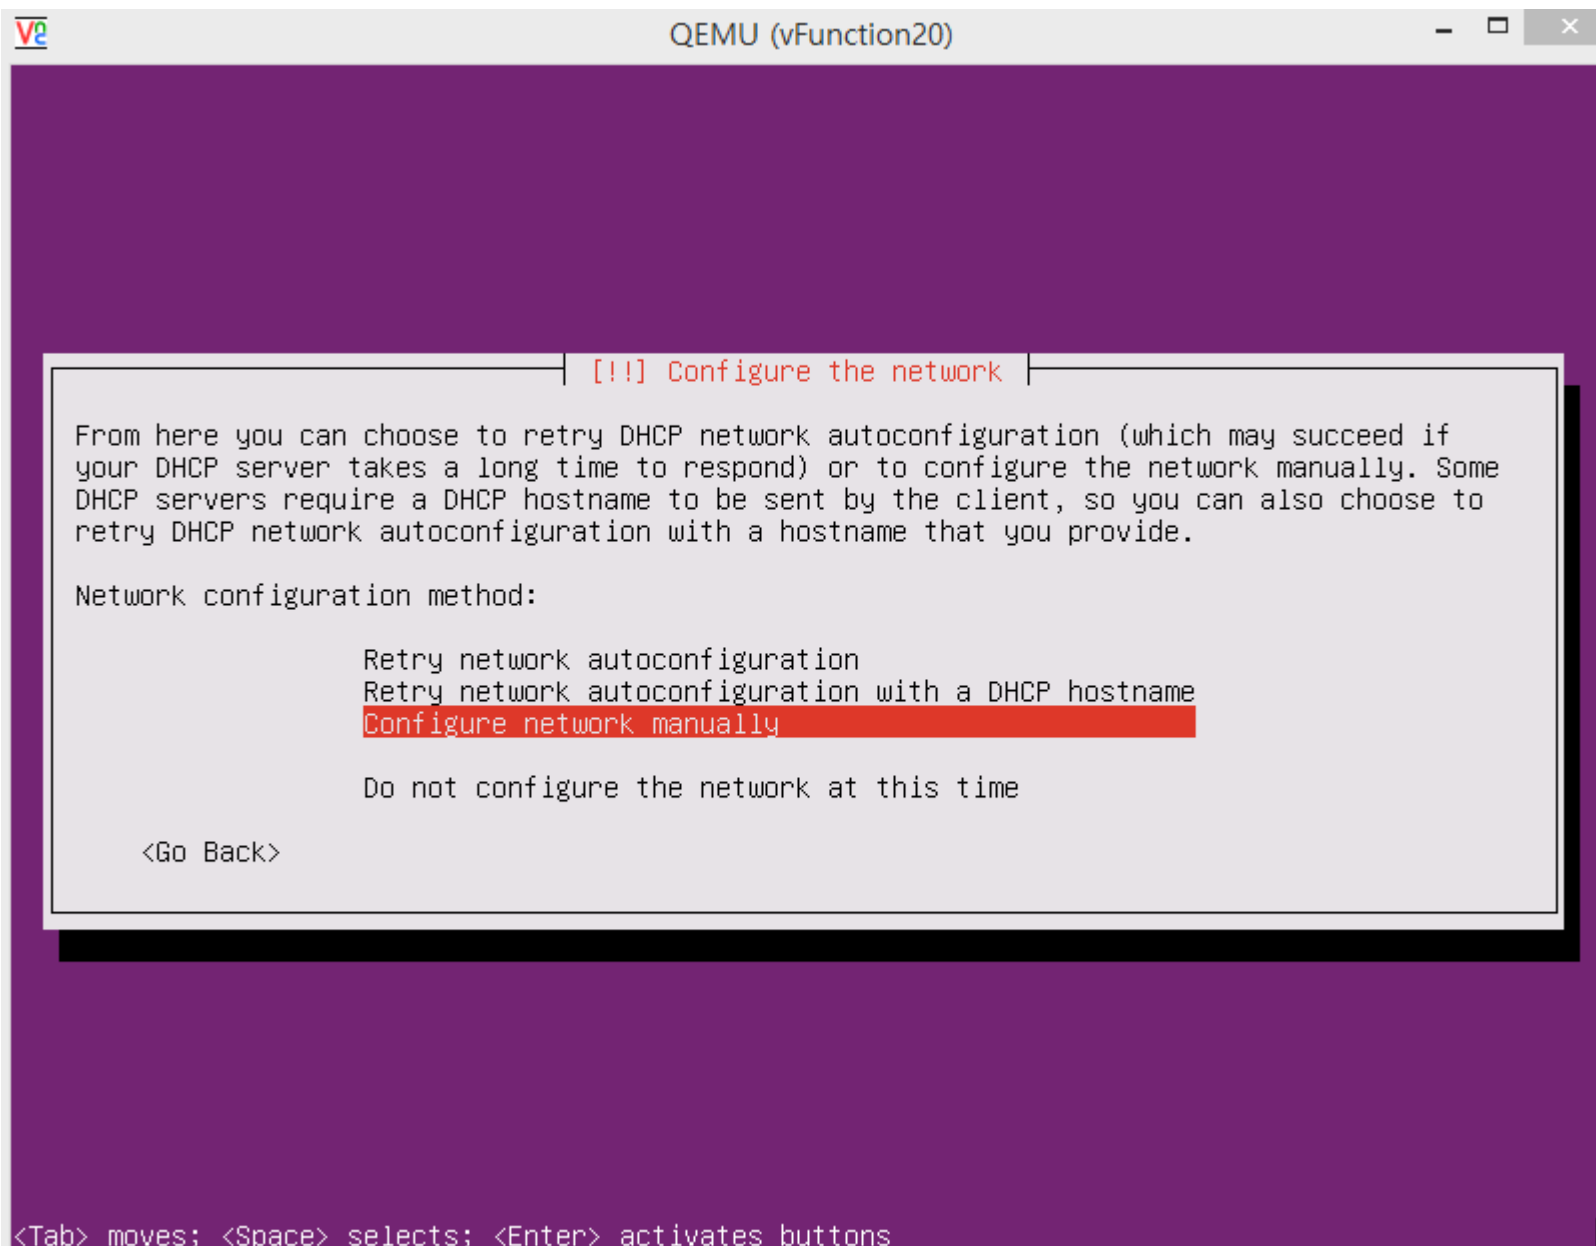 QEMU (vFunction20)
[!!] Configure the network
From here you can choose to retry DHCP network autoconfiguration (which may succeed if
your DHCP server takes a long time to respond) or to configure the network manually. Some
DHCP servers require a DHCP hostname to be sent by the client, so you can also choose to
retry DHCP network autoconfiguration with a hostname that you provide.
Network configuration method:
Retry network autoconfiguration
Retry network autoconfiguration with a DHCP hostname
Configure network manually
Do not configure the network at this time
<Go Back>
<Tab> moves; <Space> selects; <Enter> activates buttons